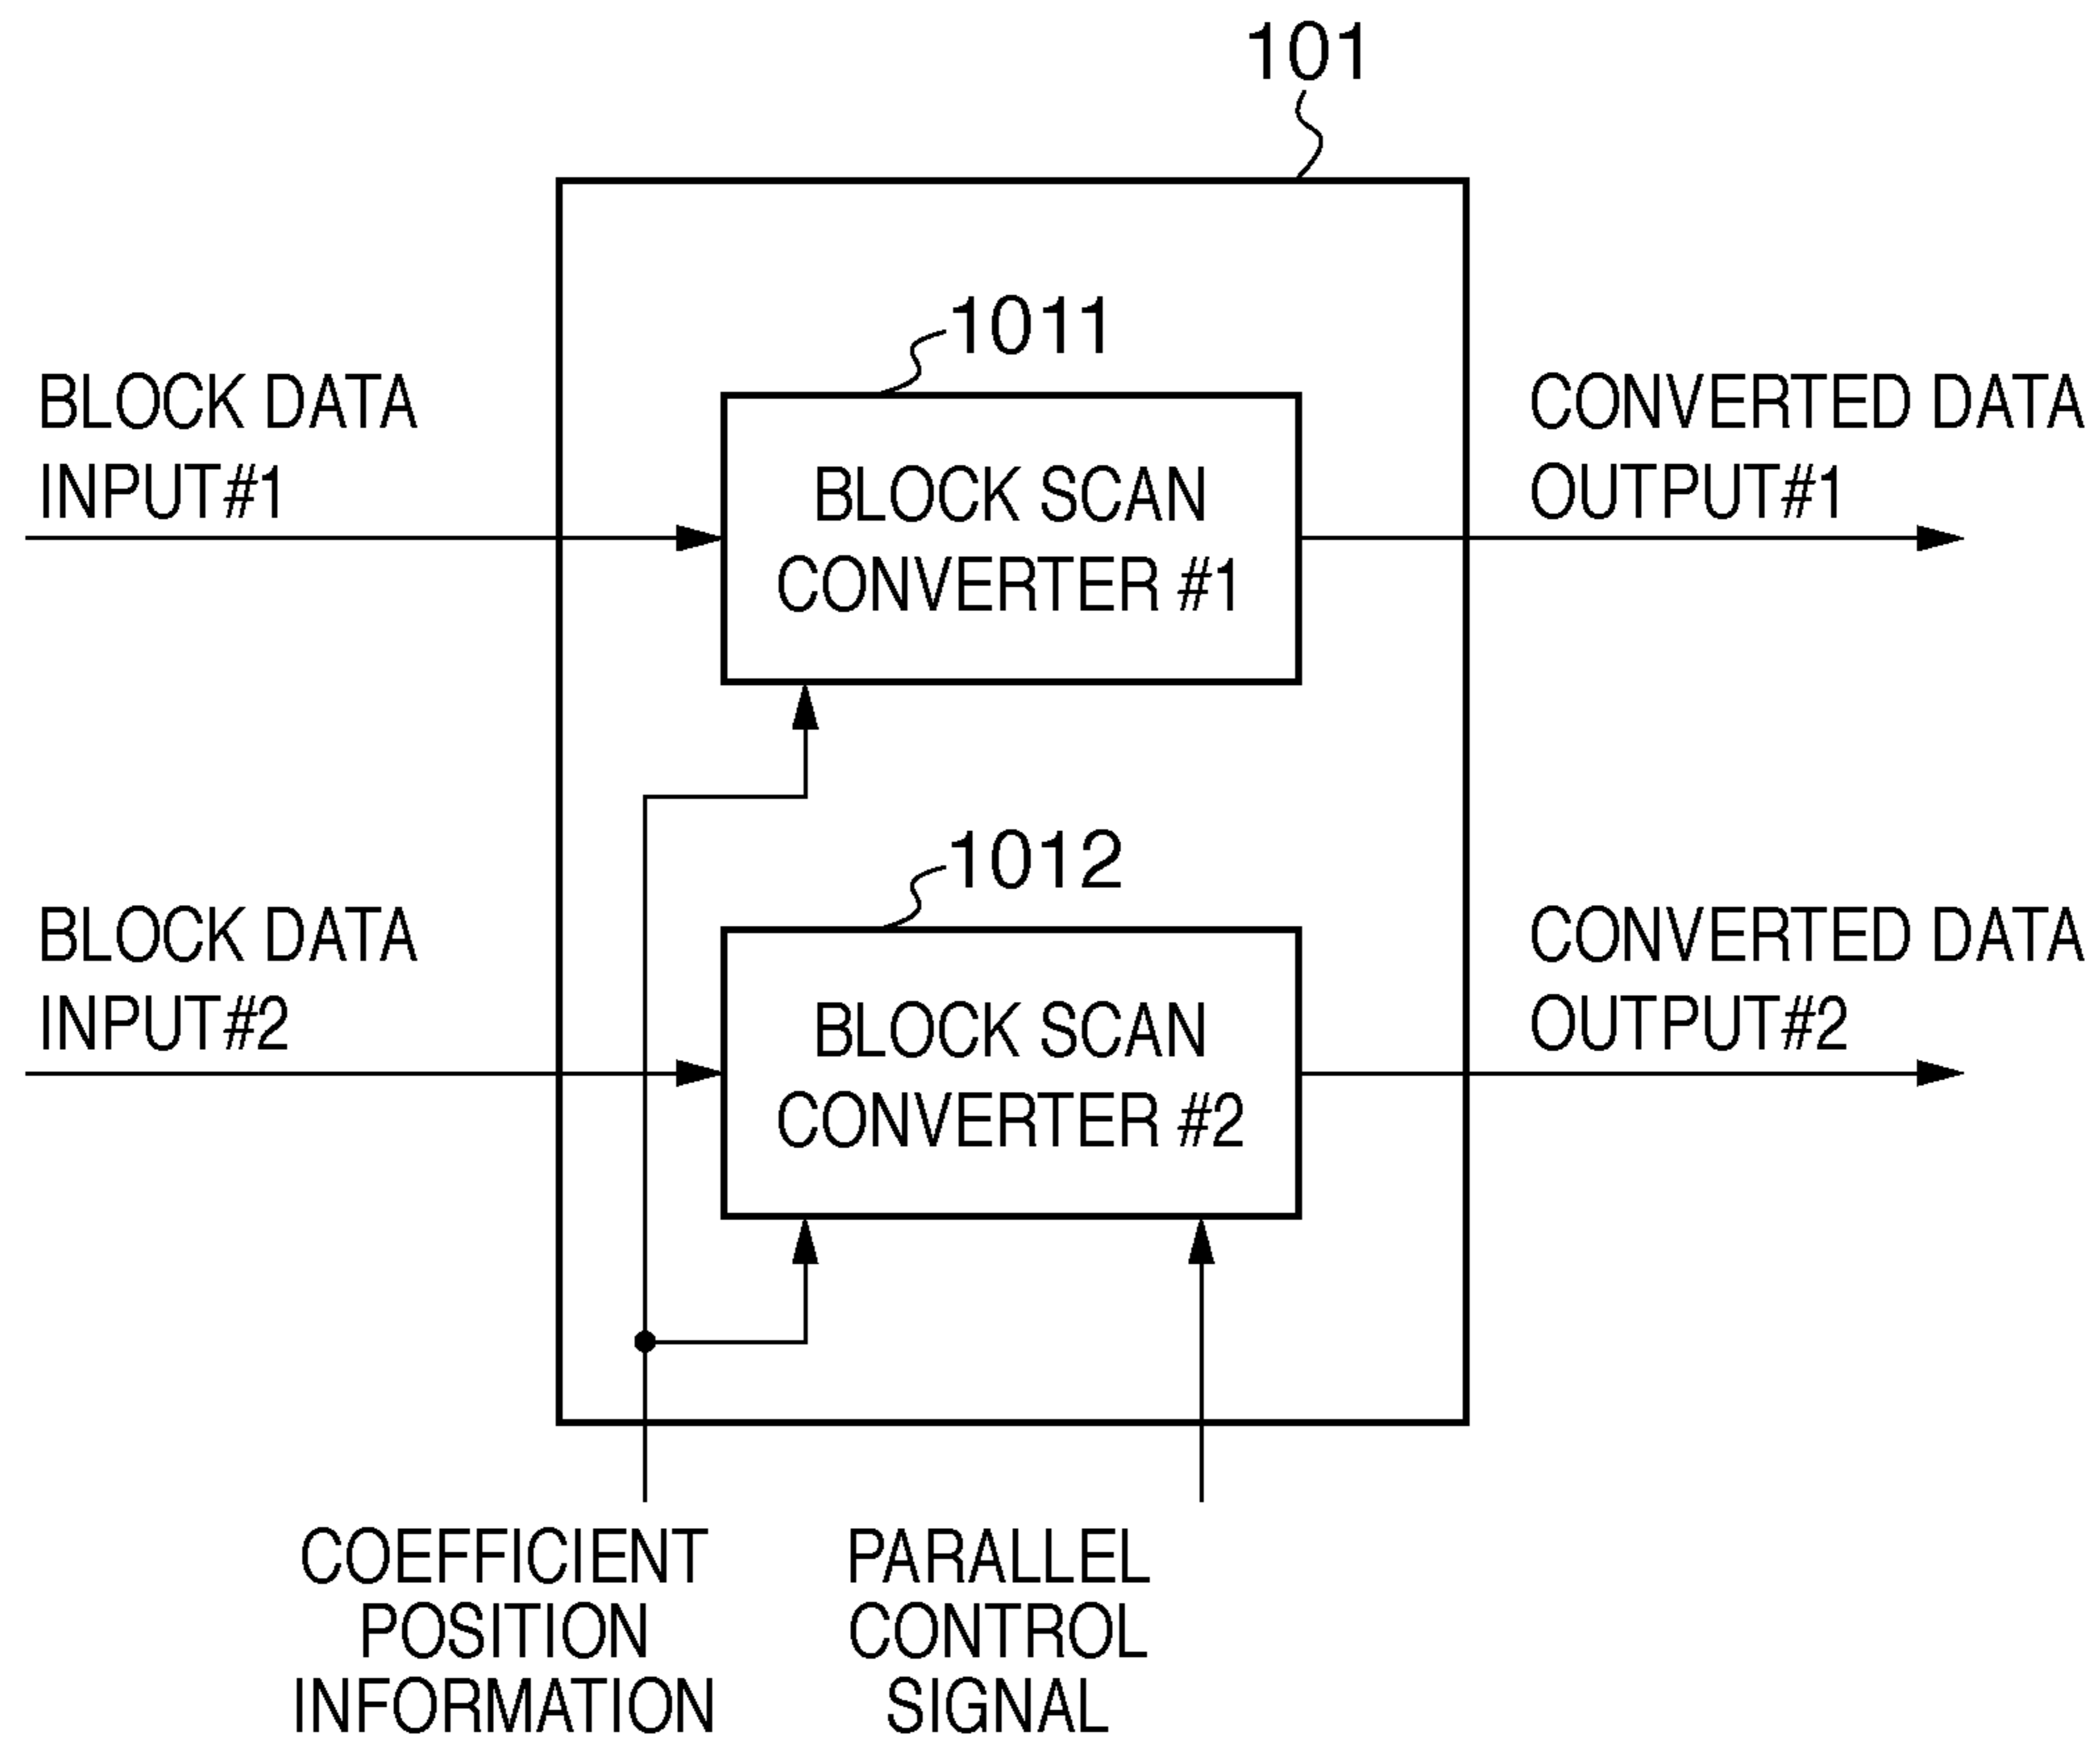 101
1011
BLOCK DATA
INPUT#1
BLOCK SCAN
CONVERTER #1
CONVERTED DATA
OUTPUT#1
1012
BLOCK DATA
INPUT#2
BLOCK SCAN
CONVERTER #2
CONVERTED DATA
OUTPUT#2
COEFFICIENT
POSITION
INFORMATION
PARALLEL
CONTROL
SIGNAL